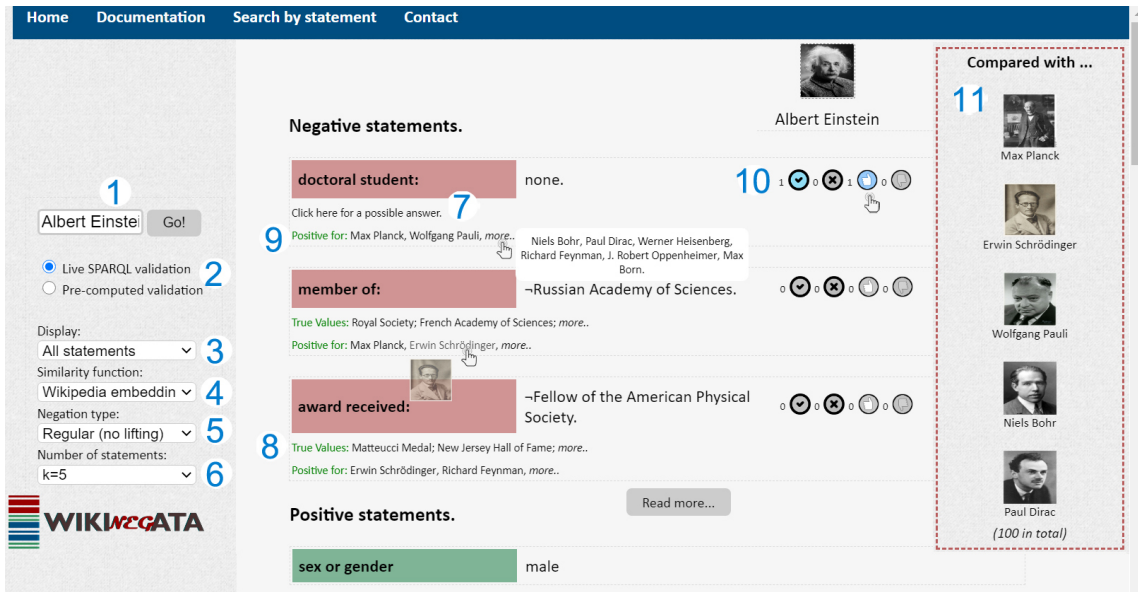 Home Documentation Search by statement Contact
Albert Einstein
Compared with ...
11
Max Planck
Erwin Schrödinger
Wolfgang Pauli
Niels Bohr
Paul Dirac
(100 in total)
1
Albert Einstei Go!
Live SPARQL validation
Pre-computed validation
2
Display:
All statements 3
Similarity function:
Wikipedia embeddin 4
Negation type:
Regular (no lifting) 5
Number of statements:
k=5 6
WIKINEGATA
Negative statements.
doctoral student: none. 10 1 0 1 0
Click here for a possible answer. 7
9 Positive for: Max Planck, Wolfgang Pauli, more..
Niels Bohr, Paul Dirac, Werner Heisenberg,
Richard Feynman, J. Robert Oppenheimer, Max
Born.
member of: ¬Russian Academy of Sciences. 0 0 0 0
True Values: Royal Society; French Academy of Sciences; more..
Positive for: Max Planck, Erwin Schrödinger, more..
award received: ¬Fellow of the American Physical
Society. 0 0 0 0
8 True Values: Matteucci Medal; New Jersey Hall of Fame; more..
Positive for: Erwin Schrödinger, Richard Feynman, more..
Read more...
Positive statements.
sex or gender male